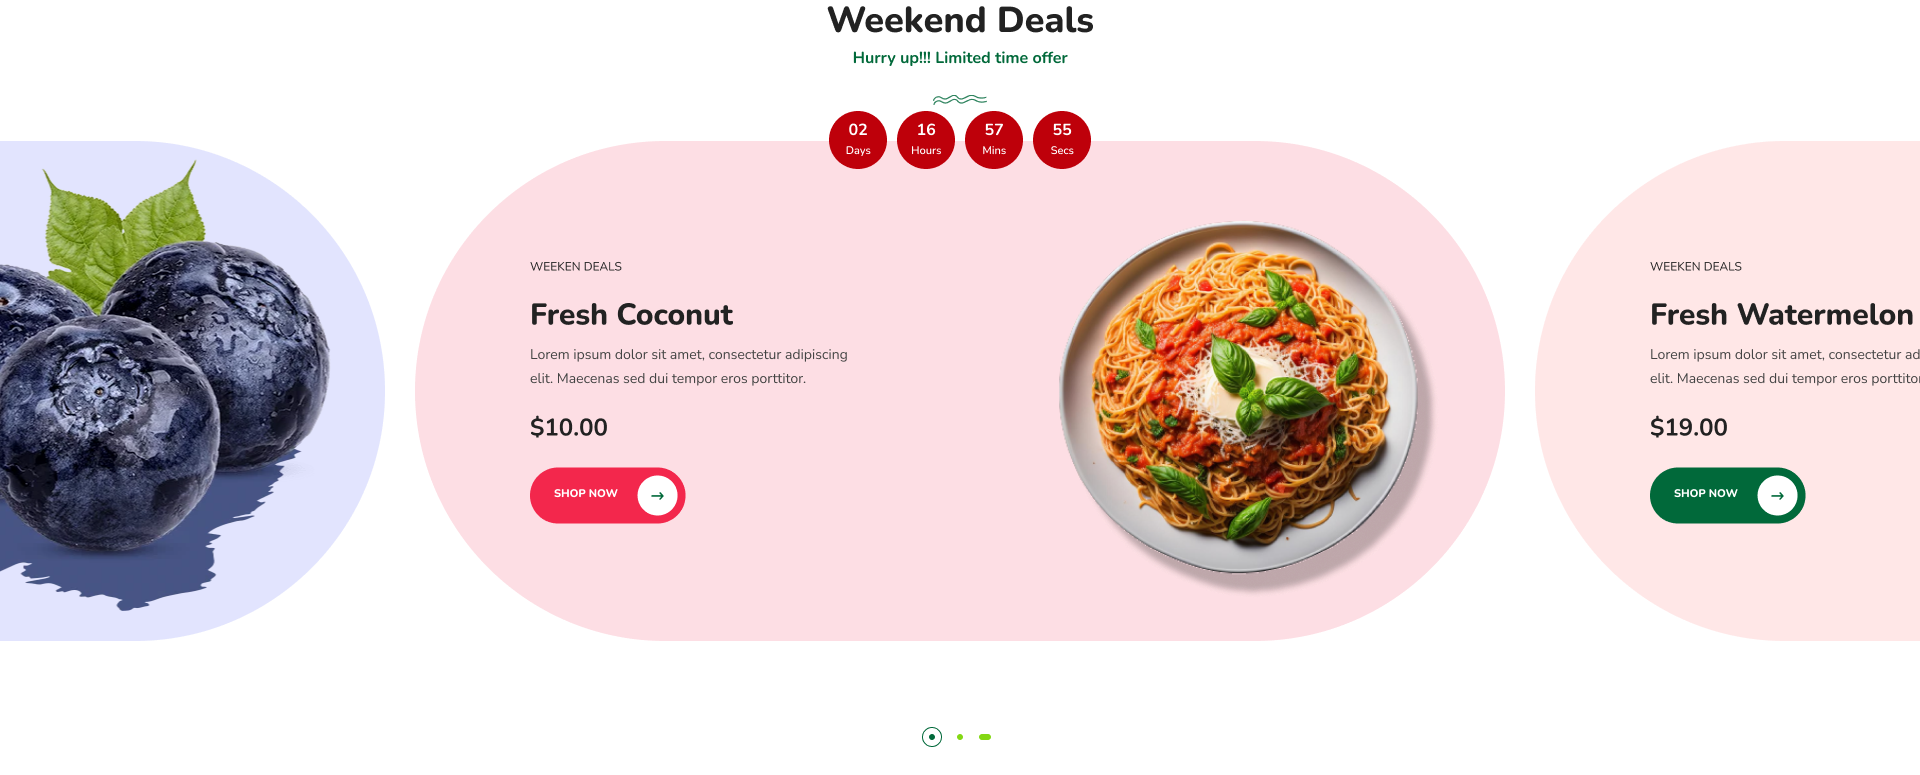 Weekend Deals
Hurry up!!! Limited time offer
02 16 57 55
Days Hours Mins Secs
WEEKEN DEALS
Fresh Coconut
Lorem ipsum dolor sit amet, consectetur adipiscing
elit. Maecenas sed dui tempor eros porttitor.
$10.00
SHOP NOW
WEEKEN DEALS
Fresh Watermelon
Lorem ipsum dolor sit amet, consectetur ad
elit. Maecenas sed dui tempor eros porttitor
$19.00
SHOP NOW